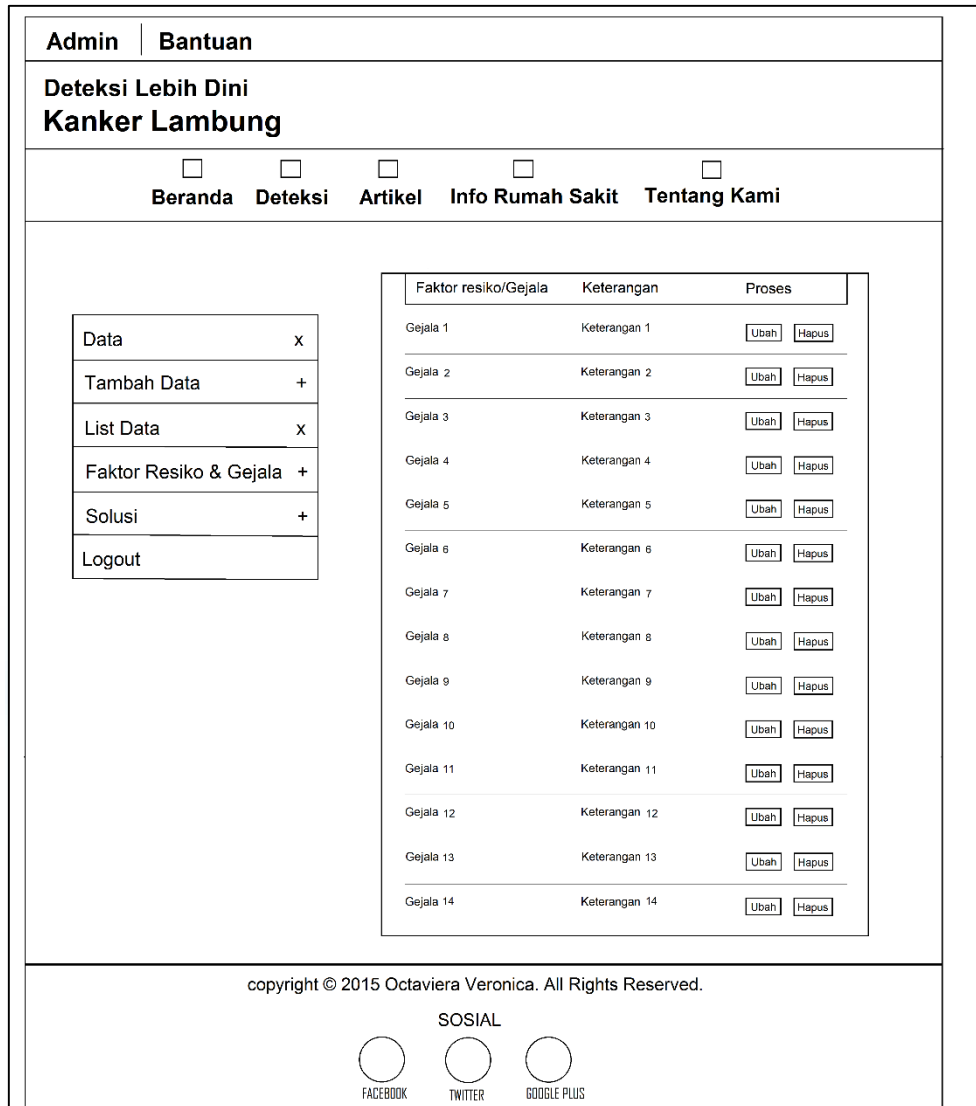 Admin Bantuan
Deteksi Lebih Dini
Kanker Lambung
Beranda Deteksi Artikel Info Rumah Sakit Tentang Kami
Data x
Tambah Data +
List Data x
Faktor Resiko & Gejala +
Solusi +
Logout
Faktor resiko/Gejala Keterangan Proses
Gejala 1 Keterangan 1 Ubah Hapus
Gejala 2 Keterangan 2 Ubah Hapus
Gejala 3 Keterangan 3 Ubah Hapus
Gejala 4 Keterangan 4 Ubah Hapus
Gejala 5 Keterangan 5 Ubah Hapus
Gejala 6 Keterangan 6 Ubah Hapus
Gejala 7 Keterangan 7 Ubah Hapus
Gejala 8 Keterangan 8 Ubah Hapus
Gejala 9 Keterangan 9 Ubah Hapus
Gejala 10 Keterangan 10 Ubah Hapus
Gejala 11 Keterangan 11 Ubah Hapus
Gejala 12 Keterangan 12 Ubah Hapus
Gejala 13 Keterangan 13 Ubah Hapus
Gejala 14 Keterangan 14 Ubah Hapus
copyright © 2015 Octaviera Veronica. All Rights Reserved.
SOSIAL
FACEBOOK TWITTER GOOGLE PLUS